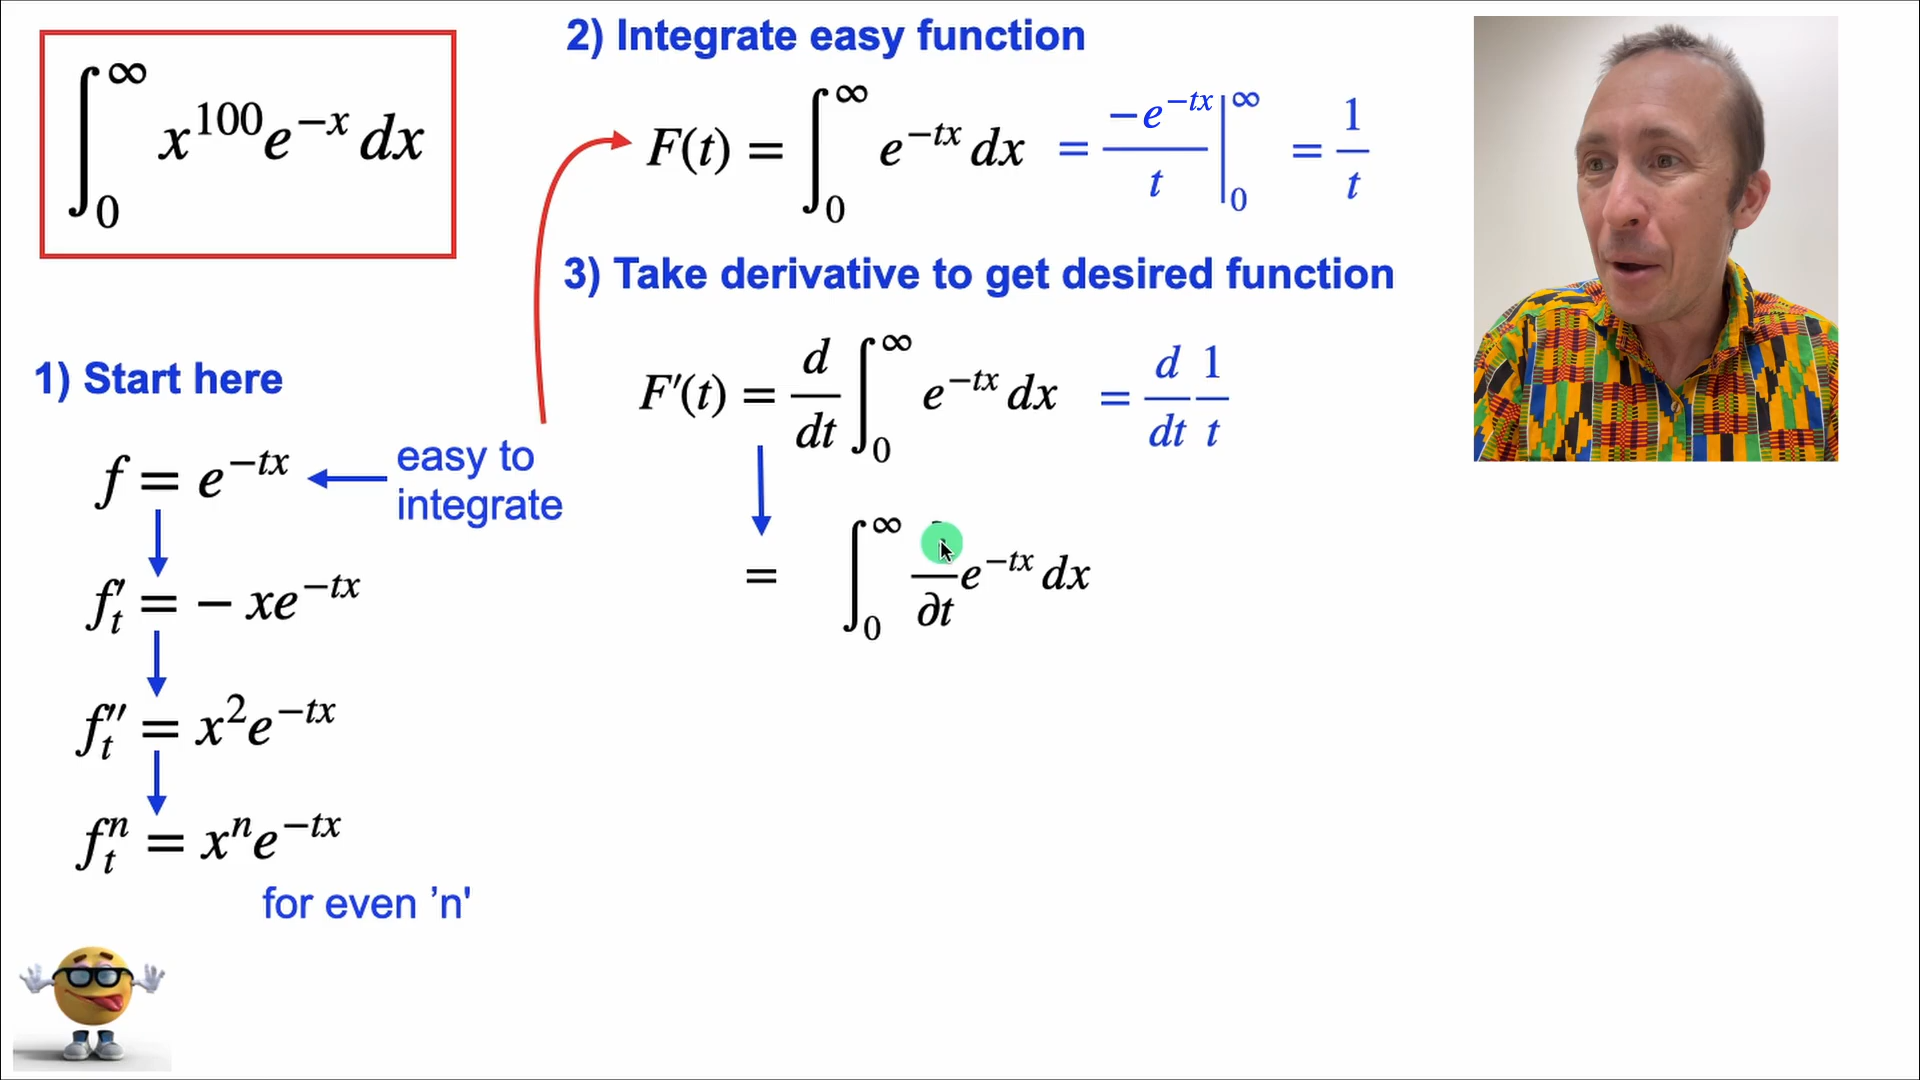 ∫₀^∞ x¹⁰⁰e⁻ˣ dx
1) Start here
f = e^{−tx}
easy to
integrate
f′ₜ = − xe^{−tx}
f″ₜ = x²e^{−tx}
fⁿₜ = xⁿe^{−tx}
for even ’n'
2) Integrate easy function
F(t) = ∫₀^∞ e^{−tx} dx = −e^{−tx}/t |₀^∞ = 1/t
3) Take derivative to get desired function
F′(t) = d/dt ∫₀^∞ e^{−tx} dx = d/dt 1/t
= ∫₀^∞ /∂t e^{−tx} dx